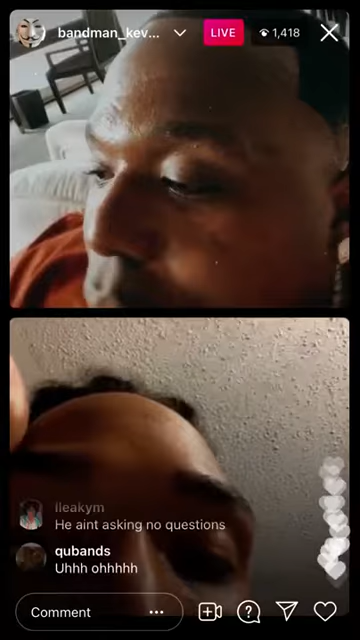 bandman_kev...
LIVE
1,418
lleakym
He aint asking no questions
qubands
Uhhh ohhhhh
Comment